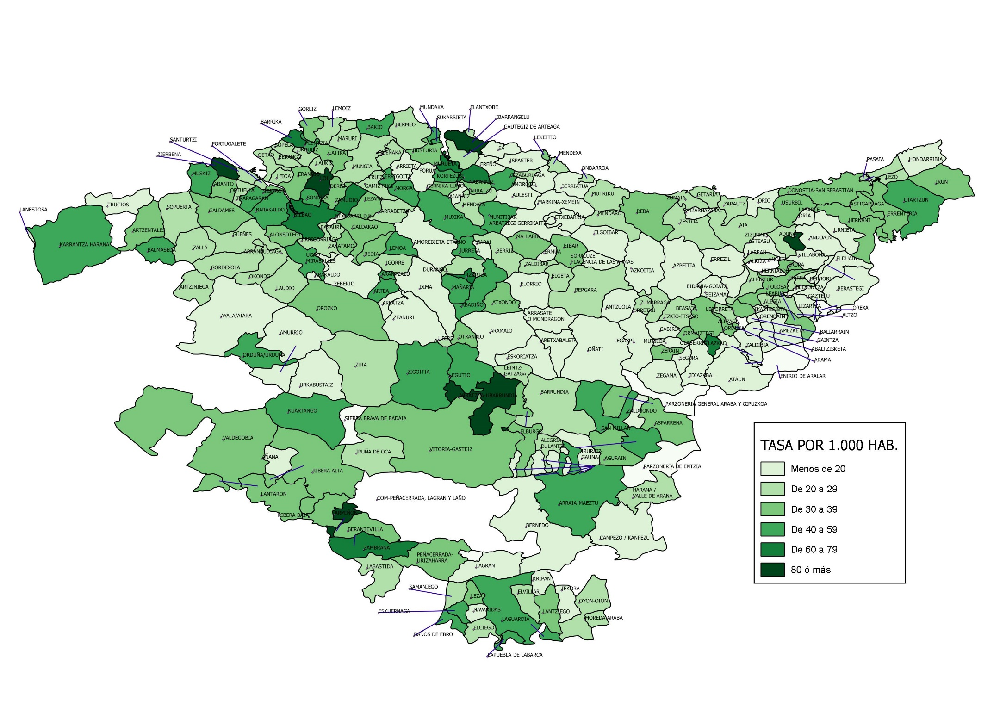 GORLIZ
LEMOIZ
MUNDAKA
ELANTXOBE
SUKARRIETA
IBARRANGELU
BARRIKA
BAKIO
BERMEO
GAUTEGIZ DE ARTEAGA
SANTURTZI
PORTUGALETE
MARURI
LEKEITIO
ZIERBENA
SOPELA
PLENTZIA
URDULIZ
GATIKA
MEÑAKA
BUSTURIA
EA
MENDEXA
GETXO
BERANGO
LAUKIZ
MUNGIA
ARRIETA
MURUETA
EREÑO
ISPASTER
PASAIA
HONDARRIBIA
MUSKIZ
LEIOA
ERANDIO
LOIU
FRUIZ
ERRIGOITI
FORUA
KORTEZUBI
NABARNIZ
GIZABURUAGA
ONDARROA
LEZO
IRUN
ABANTO
ORTUELLA
SESTAO
DERIO
GAMIZ-FIKA
MORGA
GERNIKA-LUMO
ARRATZU
AMOROTO
BERRIATUA
MUTRIKU
GETARIA
DONOSTIA-SAN SEBASTIAN
TRUCIOS
SOPUERTA
TRAPAGARAN
SONDIKA
ZAMUDIO
LEZAMA
AJANGIZ
MENDATA
AULESTI
MARKINA-XEMEIN
ZUMAIA
ZARAUTZ
ORIO
USURBIL
ASTIGARRAGA
OIARTZUN
LANESTOSA
GALDAMES
BARAKALDO
BILBAO
ETXEBARRI D.E.
LARRABETZU
MUXIKA
MUNITIBAR
ARBATZEGI GERRIKAITZ
ETXEBARRIA
MENDARO
DEBA
AIZARNAZABAL
LASARTE-
ORIA
ERRENTERIA
ARTZENTALES
GÜEÑES
ALONSOTEGI
BASAURI
GALDAKAO
ZESTOA
AIA
HERNANI
KARRANTZA HARANA
BALMASEDA
ZALLA
ARRIGORRIAGA
ZARATAMO
AMOREBIETA-ETXANO
GARAI
MALLABIA
ELGOIBAR
ZIZURKIL
ADUNA
URNIETA
ARRANKUDIAGA
BEDIA
LEMOA
IURRETA
BERRIZ
ERMUA
EIBAR
ASTEASU
ANDOAIN
GORDEXOLA
UGAO-
MIRABALLES
IGORRE
DURANGO
ZALDIBAR
SORALUZE
PLACENCIA DE LAS ARMAS
AZKOITIA
AZPEITIA
ERREZIL
LARRAUL
ALKIZA
ANOETA
VILLABONA
ELDUAIN
OKONDO
ARAKALDO
ARANTZAZU
IZURTZA
ELGETA
HERNIALDE
IRURA
ARTZINIEGA
LAUDIO
ZEBERIO
ARTEA
DIMA
MAÑARIA
ELORRIO
BERGARA
BIDANIA-GOIATZ
ALBIZTUR
IBARRA
BERROBI
BEIZAMA
TOLOSA
BELAUNTZA
BERASTEGI
OROZKO
AREATZA
ABADIÑO
ATXONDO
ANTZUOLA
ZUMARRAGA
LEABURU
GAZTELU
AYALA/AIARA
ZEANURI
ARRASATE
O MONDRAGON
URRETXU
BEASAIN
LEGORRETA
ALEGIA
IKAZTEGIETA
LIZARTZA
OREXA
AMURRIO
ARAMAIO
EZKIO-ITSASO
ALTZAGA
ORENDAIN
ALTZO
UBIDE
OTXANDIO
ARETXABALETA
GABIRIA
ORMAIZTEGI
ORDIZIA
AMEZKETA
BALIARRAIN
ORDUÑA/URDUÑA
ESKORIATZA
OÑATI
LEGAZPI
MUTILOA
OLABERRIA
LAZKAO
ZALDIBIA
GAINTZA
ZUIA
ZERAIN
SEGURA
ABALTZISKETA
ARAMA
URKABUSTAIZ
ZIGOITIA
LEGUTIO
LEINTZ-
GATZAGA
ZEGAMA
IDIAZABAL
ATAUN
ENIRIO DE ARALAR
ARRATZUA-UBARRUNDIA
BARRUNDIA
PARZONERIA GENERAL ARABA Y GIPUZKOA
KUARTANGO
SIERRA BRAVA DE BADAIA
ZALDUONDO
ASPARRENA
VALDEGOBIA
ELBURGO
SAN MILLAN
AÑANA
IRUÑA DE OCA
VITORIA-GASTEIZ
ALEGRIA-
DULANTZI
IRURAIZ-
GAUNA
AGURAIN
PARZONERIA DE ENTZIA
RIBERA ALTA
LANTARON
COM-PEÑACERRADA, LAGRAN Y LAÑO
ARRAIA-MAEZTU
HARANA /
VALLE DE ARANA
RIBERA BAJA
ARMIÑON
BERANTEVILLA
BERNEDO
CAMPEZO / KANPEZU
ZAMBRANA
PEÑACERRADA-
URIZAHARRA
LABASTIDA
LAGRAN
SAMANIEGO
LEZA
KRIPAN
ELVILLAR
IEKORA
OYON-OION
ESKUERNAGA
NAVARIDAS
LAGUARDIA
LANTZIEGO
MOREDA ARABA
BAÑOS DE EBRO
ELCIEGO
LAPUEBLA DE LABARCA
TASA POR 1.000 HAB.
Menos de 20
De 20 a 29
De 30 a 39
De 40 a 59
De 60 a 79
80 ó más